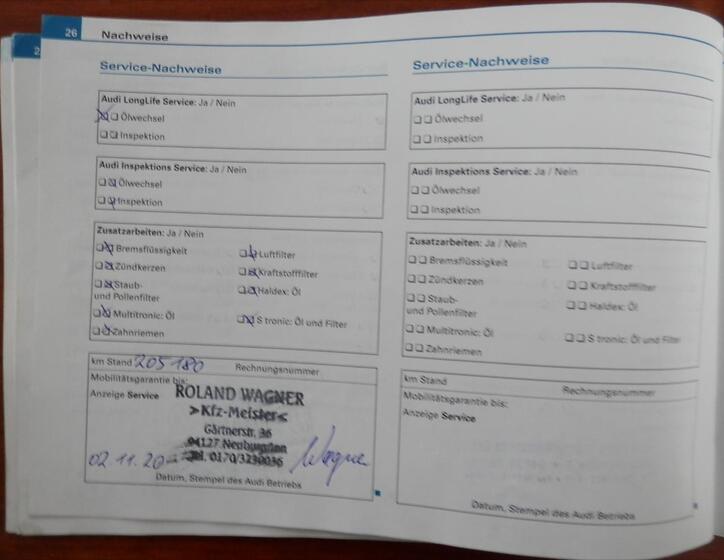 26 Nachweise
Service-Nachweise
Audi LongLife Service: Ja / Nein
Ölwechsel
Inspektion
Audi Inspektions Service: Ja / Nein
Ölwechsel
Inspektion
Zusatzarbeiten: Ja / Nein
Bremsflüssigkeit Luftfilter
Zündkerzen Kraftstofffilter
Staub- Haldex: Öl
und Pollenfilter
Multitronic: Öl S tronic: Öl und Filter
Zahnriemen
km Stand 205 180 Rechnungsnummer
Mobilitätsgarantie bis:
Anzeige Service
ROLAND WAGNER
>Kfz-Meister<
Gärtnerstr. 36
Tel. 0170/3230036
02.11.20 Wagner
Datum, Stempel des Audi Betriebs
Service-Nachweise
Audi LongLife Service: Ja / Nein
Ölwechsel
Inspektion
Audi Inspektions Service: Ja / Nein
Ölwechsel
Inspektion
Zusatzarbeiten: Ja / Nein
Bremsflüssigkeit Luftfilter
Zündkerzen Kraftstofffilter
Staub- Haldex: Öl
und Pollenfilter
Multitronic: Öl S tronic: Öl und Filter
Zahnriemen
km Stand Rechnungsnummer
Mobilitätsgarantie bis:
Anzeige Service
Datum, Stempel des Audi Betriebs